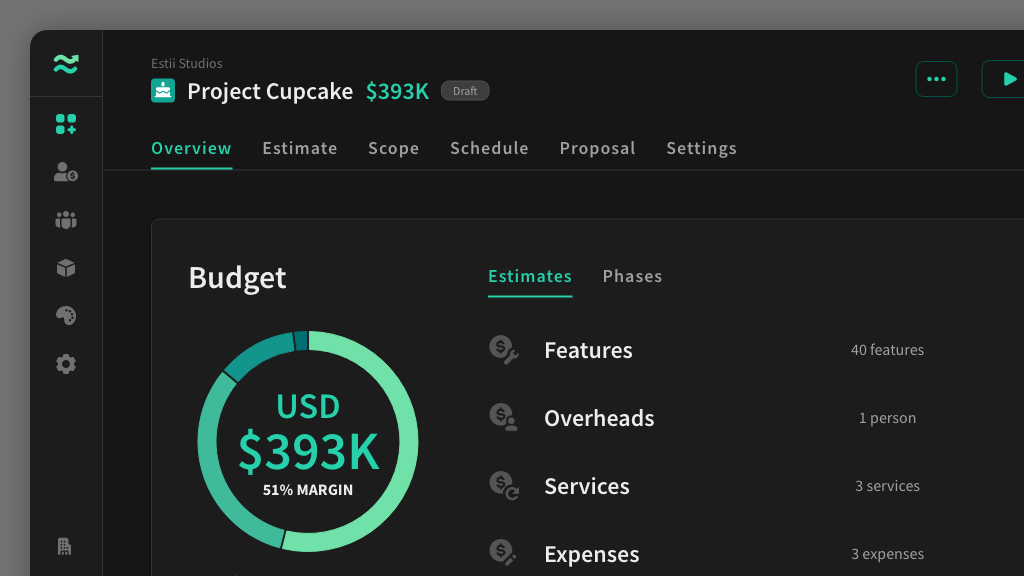 Estii Studios
Project Cupcake $393K Draft
Overview Estimate Scope Schedule Proposal Settings
Budget
Estimates Phases
USD
$393K
51% MARGIN
Features 40 features
Overheads 1 person
Services 3 services
Expenses 3 expenses